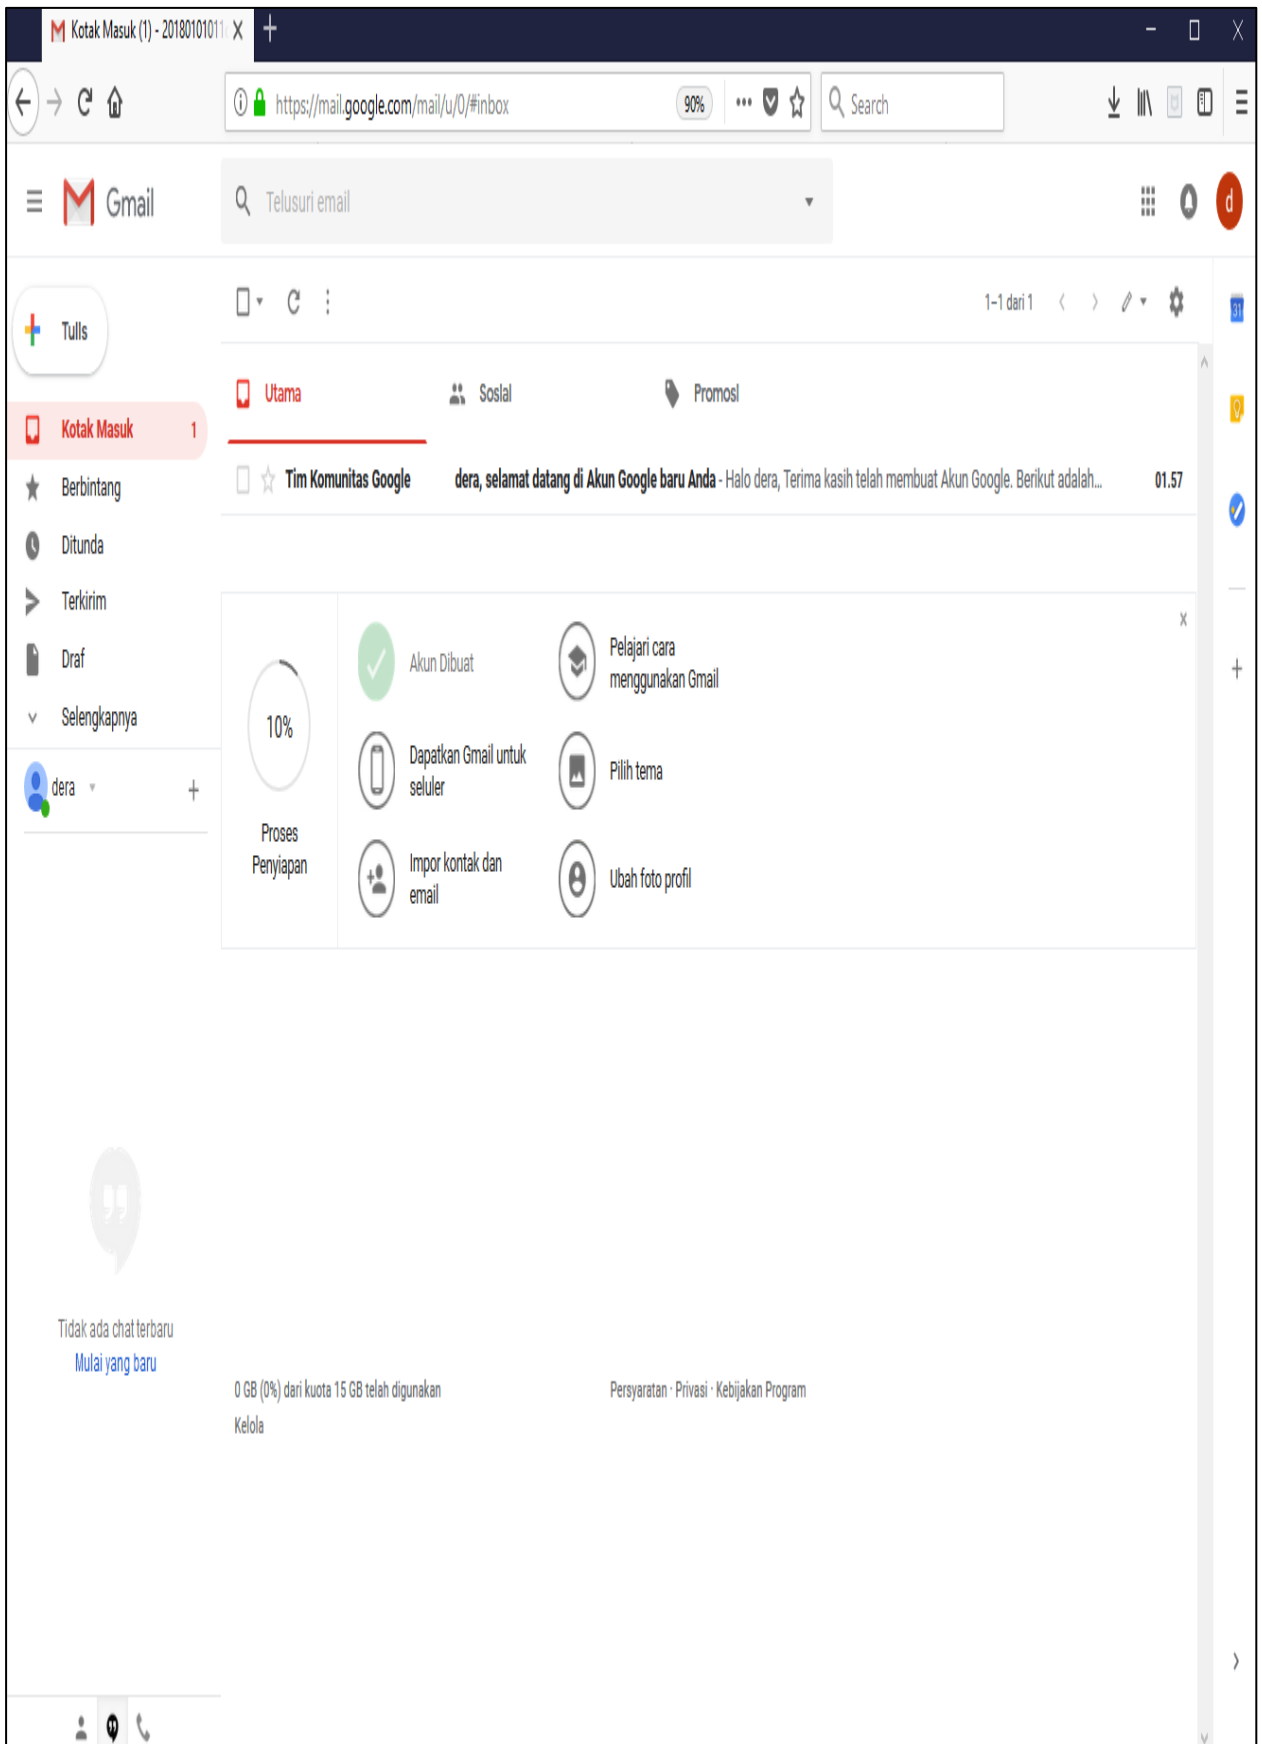 Kotak Masuk (1) - 20180101011
https://mail.google.com/mail/u/0/#inbox
90%
Search
Gmail
Telusuri email
d
Tulls
1–1 dari 1
31
Utama
Soslal
Promosl
Kotak Masuk 1
Tim Komunitas Google dera, selamat datang di Akun Google baru Anda - Halo dera, Terima kasih telah membuat Akun Google. Berikut adalah... 01.57
Berbintang
Ditunda
Terkirim
Draf
Selengkapnya
dera
10%
Proses
Penyiapan
Akun Dibuat
Pelajari cara
menggunakan Gmail
Dapatkan Gmail untuk
seluler
Pilih tema
Impor kontak dan
email
Ubah foto profil
Tidak ada chat terbaru
Mulai yang baru
0 GB (0%) dari kuota 15 GB telah digunakan
Kelola
Persyaratan · Privasi · Kebijakan Program